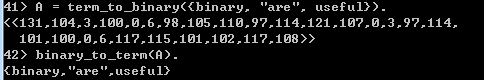 41> A = term_to_binary({binary, "are", useful}).
<<131,104,3,100,0,6,98,105,110,97,114,121,107,0,3,97,114,
101,100,0,6,117,115,101,102,117,108>>
42> binary_to_term(A).
{binary,"are",useful}